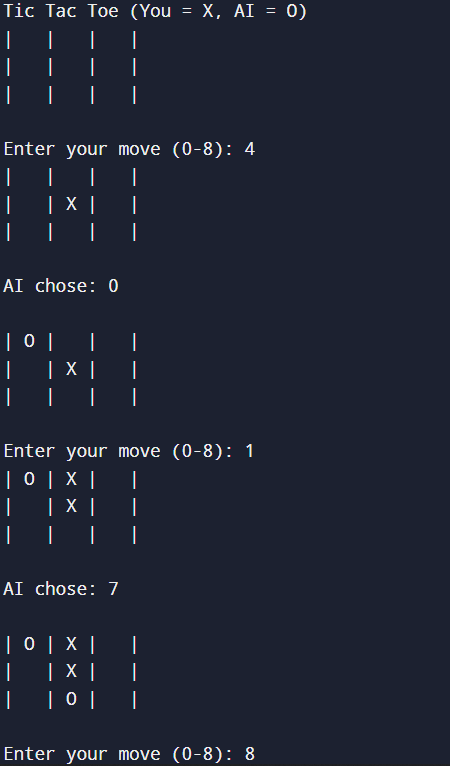 Tic Tac Toe (You = X, AI = O)
|   |   |   |
|   |   |   |
|   |   |   |
Enter your move (0-8): 4
|   |   |   |
|   | X |   |
|   |   |   |
AI chose: 0
| O |   |   |
|   | X |   |
|   |   |   |
Enter your move (0-8): 1
| O | X |   |
|   | X |   |
|   |   |   |
AI chose: 7
| O | X |   |
|   | X |   |
|   | O |   |
Enter your move (0-8): 8